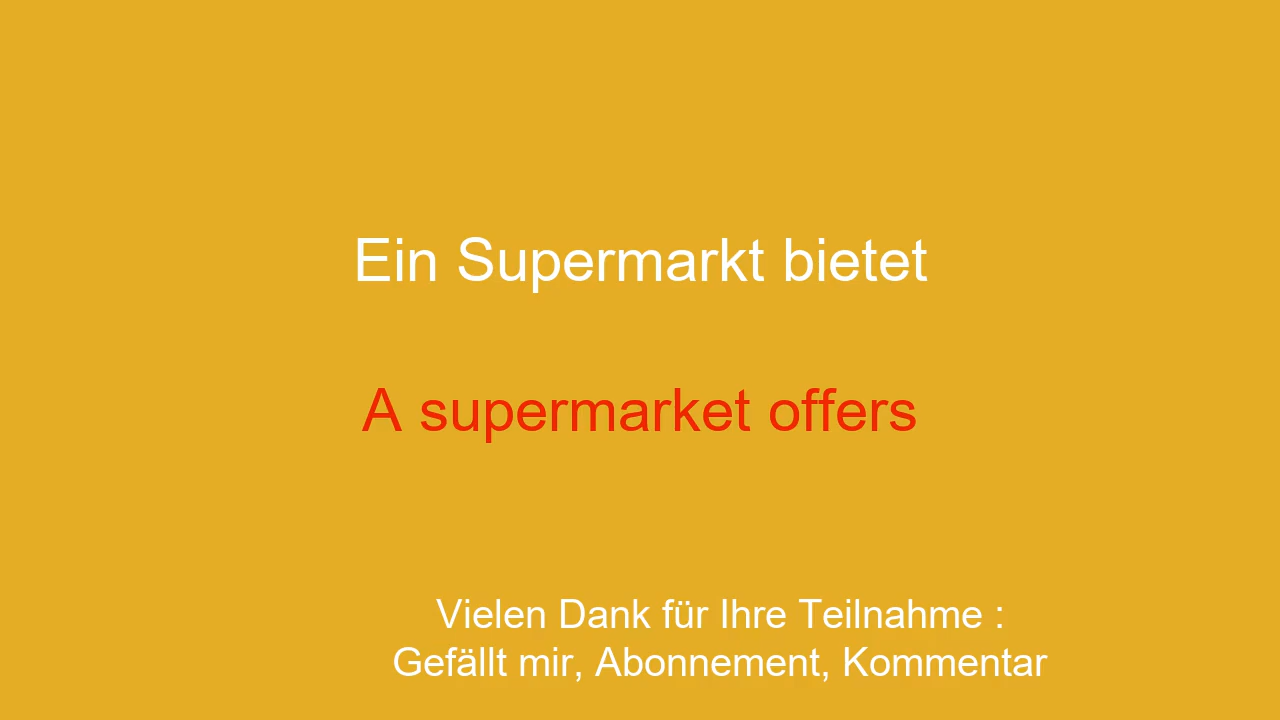 Ein Supermarkt bietet
A supermarket offers
Vielen Dank für Ihre Teilnahme :
Gefällt mir, Abonnement, Kommentar